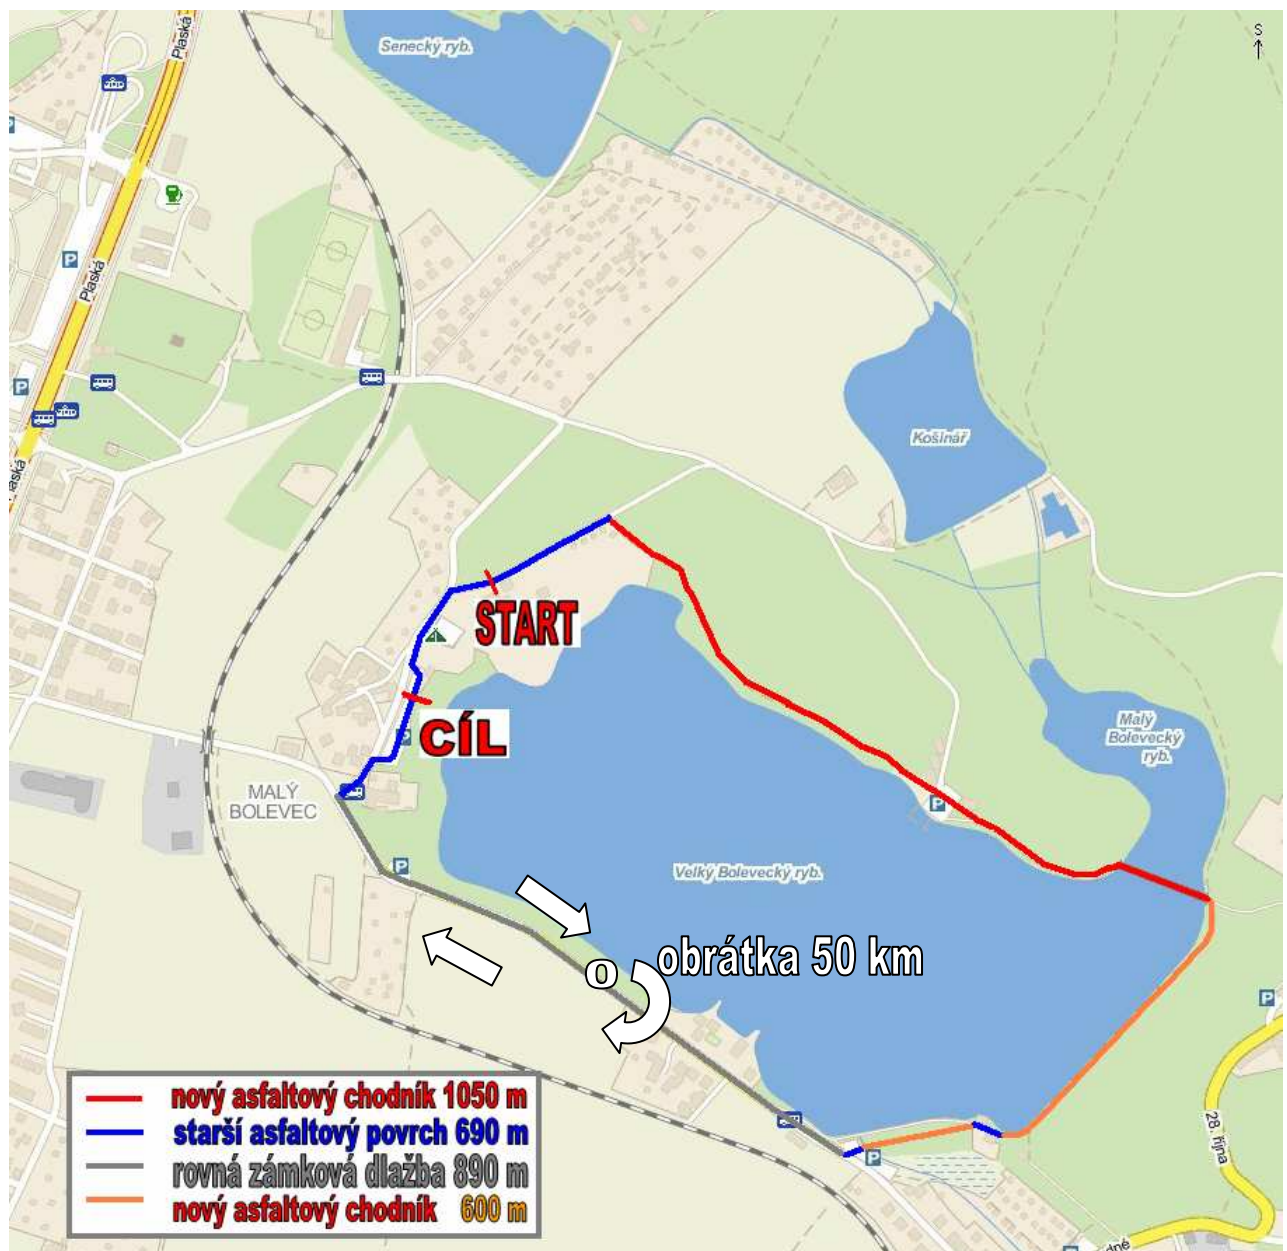 Senecký ryb.
S
Plaská
P
P
Plaská
P
Plaská
Košinář
START
Malý
Bolevecký
ryb.
CÍL
P
MALÝ
BOLEVEC
P
P
Velký Bolevecký ryb.
obrátka 50 km
O
P
nový asfaltový chodník 1050 m
starší asfaltový povrch 690 m
rovná zámková dlažba 890 m
nový asfaltový chodník 600 m
P
28. října
P